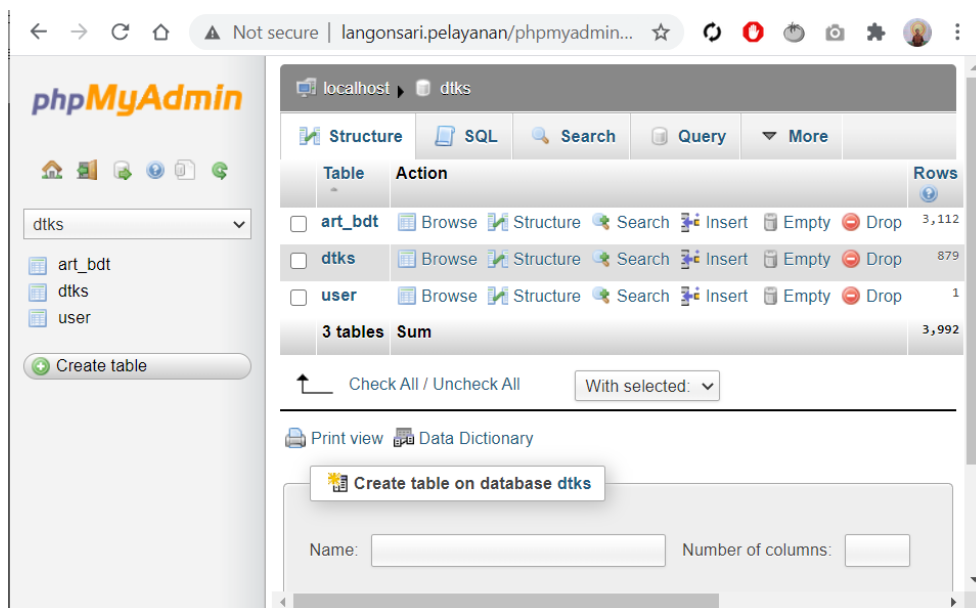 Not secure | langonsari.pelayanan/phpmyadmin...
phpMyAdmin
dtks
art_bdt
dtks
user
Create table
localhost dtks
Structure SQL Search Query More
Table Action Rows
art_bdt Browse Structure Search Insert Empty Drop 3,112
dtks Browse Structure Search Insert Empty Drop 879
user Browse Structure Search Insert Empty Drop 1
3 tables Sum 3,992
Check All / Uncheck All With selected:
Print view Data Dictionary
Create table on database dtks
Name: Number of columns: